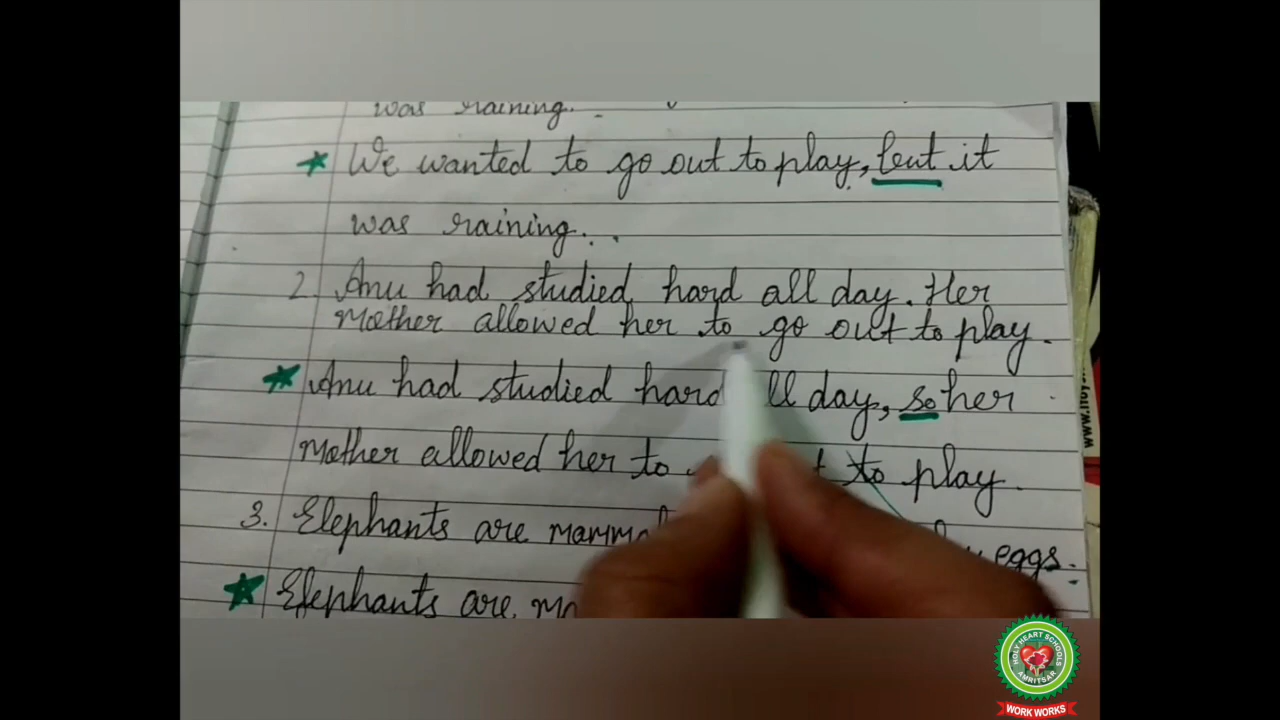 was raining.
We wanted to go out to play, but it
was raining..
2. Anu had studied hard all day. Her
Mother allowed her to go out to play.
Anu had studied hard all day, so her
Mother allowed her to to play.
3. Elephants are eggs.
Elephants are
www.
HOLY HEART SCHOOLS
AMRITSAR
WORK WORKS